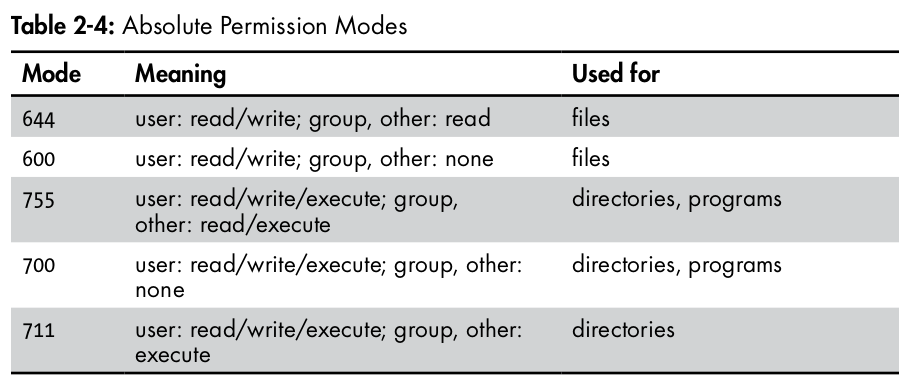 Table 2-4: Absolute Permission Modes
Mode Meaning Used for
644 user: read/write; group, other: read files
600 user: read/write; group, other: none files
755 user: read/write/execute; group, directories, programs
other: read/execute
700 user: read/write/execute; group, other: directories, programs
none
711 user: read/write/execute; group, other: directories
execute